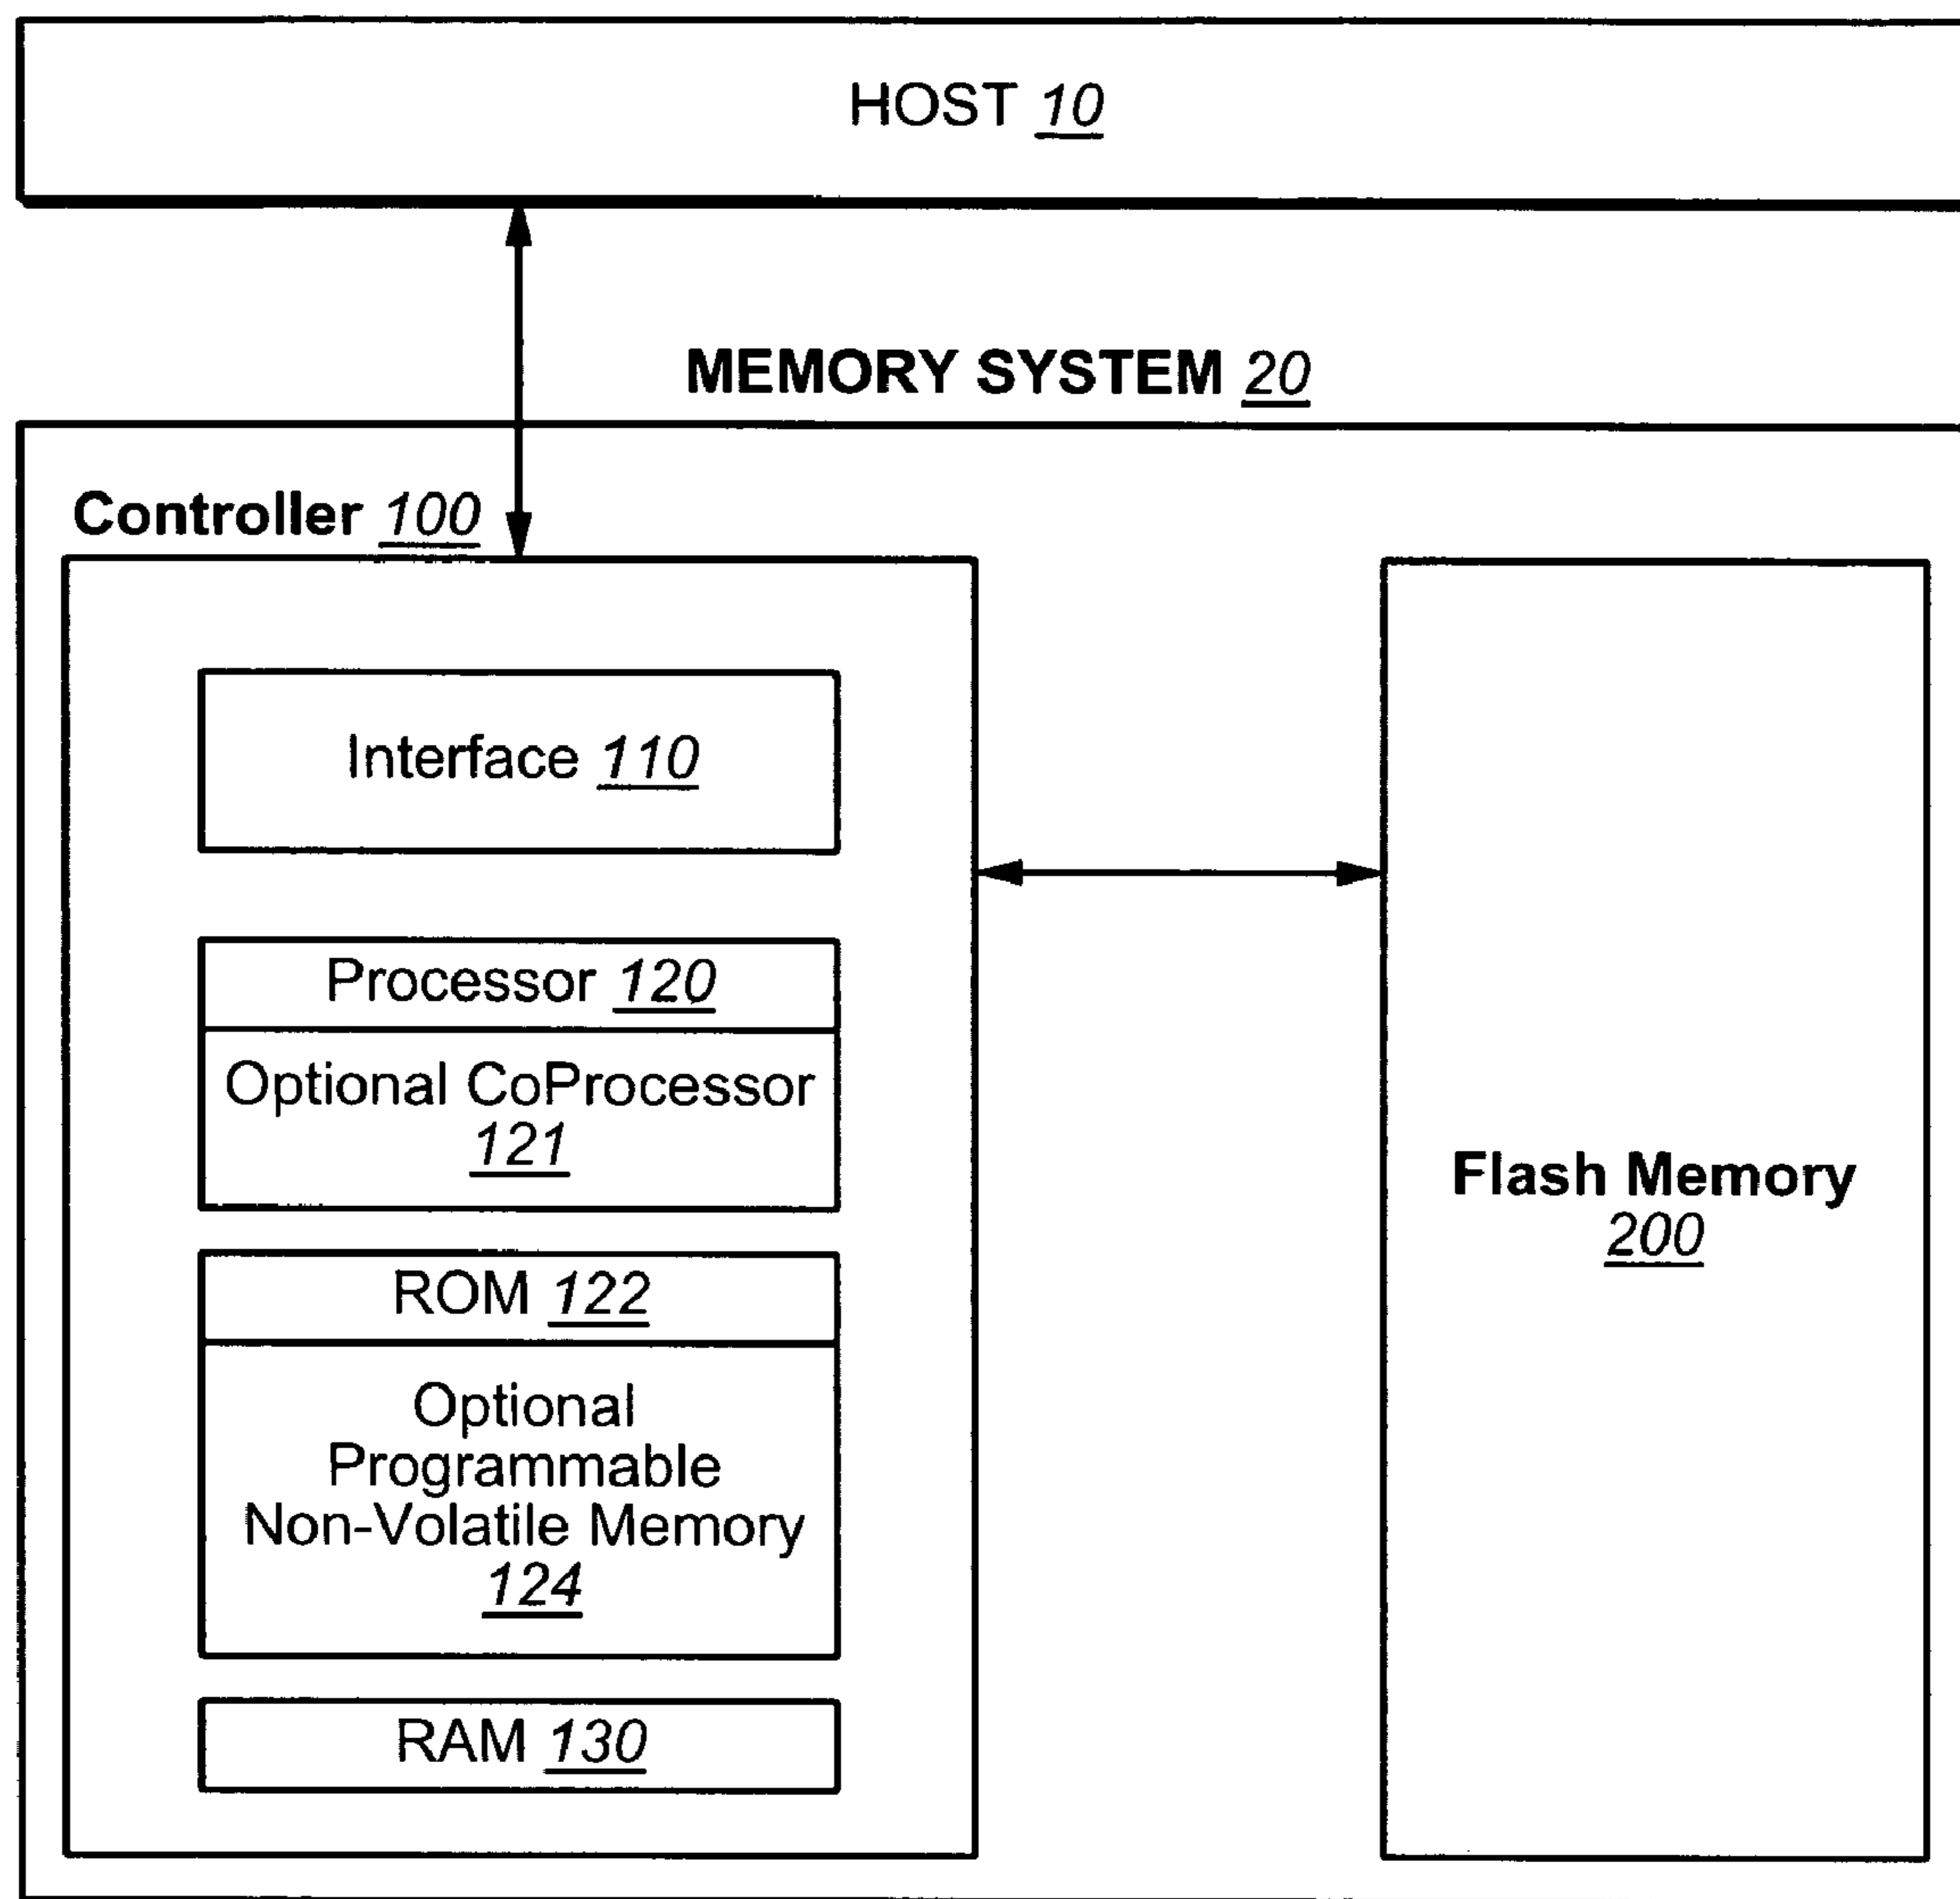 HOST 10
MEMORY SYSTEM 20
Controller 100
Interface 110
Processor 120
Optional CoProcessor
121
ROM 122
Optional
Programmable
Non-Volatile Memory
124
RAM 130
Flash Memory
200